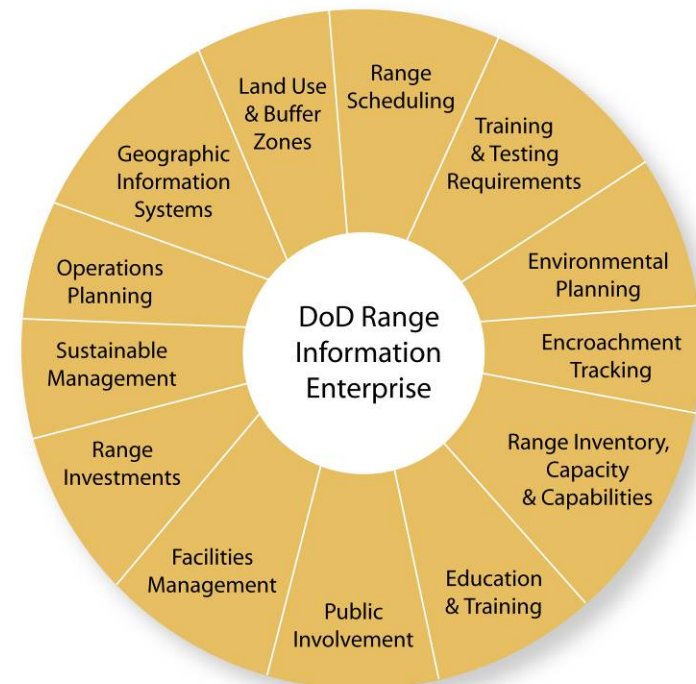 Range
Scheduling
Training
& Testing
Requirements
Environmental
Planning
Encroachment
Tracking
Range Inventory,
Capacity
& Capabilities
Education
& Training
Public
Involvement
Facilities
Management
Range
Investments
Sustainable
Management
Operations
Planning
Geographic
Information
Systems
Land Use
& Buffer
Zones
DoD Range
Information
Enterprise